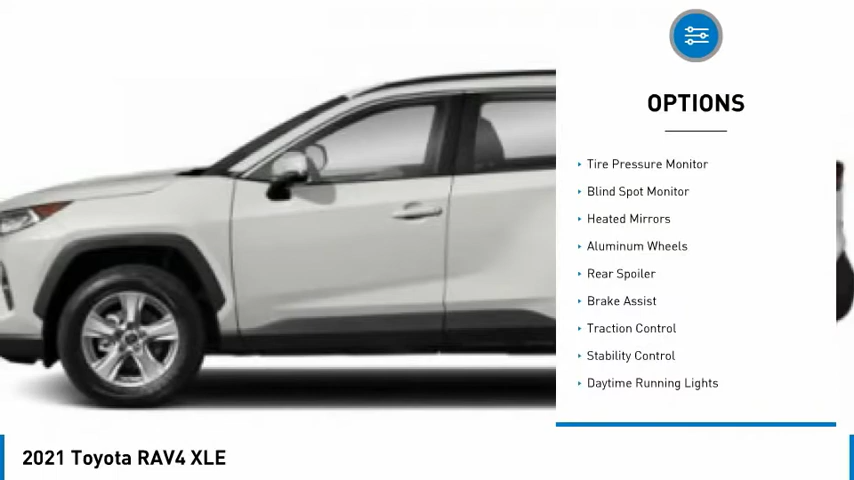 OPTIONS
Tire Pressure Monitor
Blind Spot Monitor
Heated Mirrors
Aluminum Wheels
Rear Spoiler
Brake Assist
Traction Control
Stability Control
Daytime Running Lights
2021 Toyota RAV4 XLE